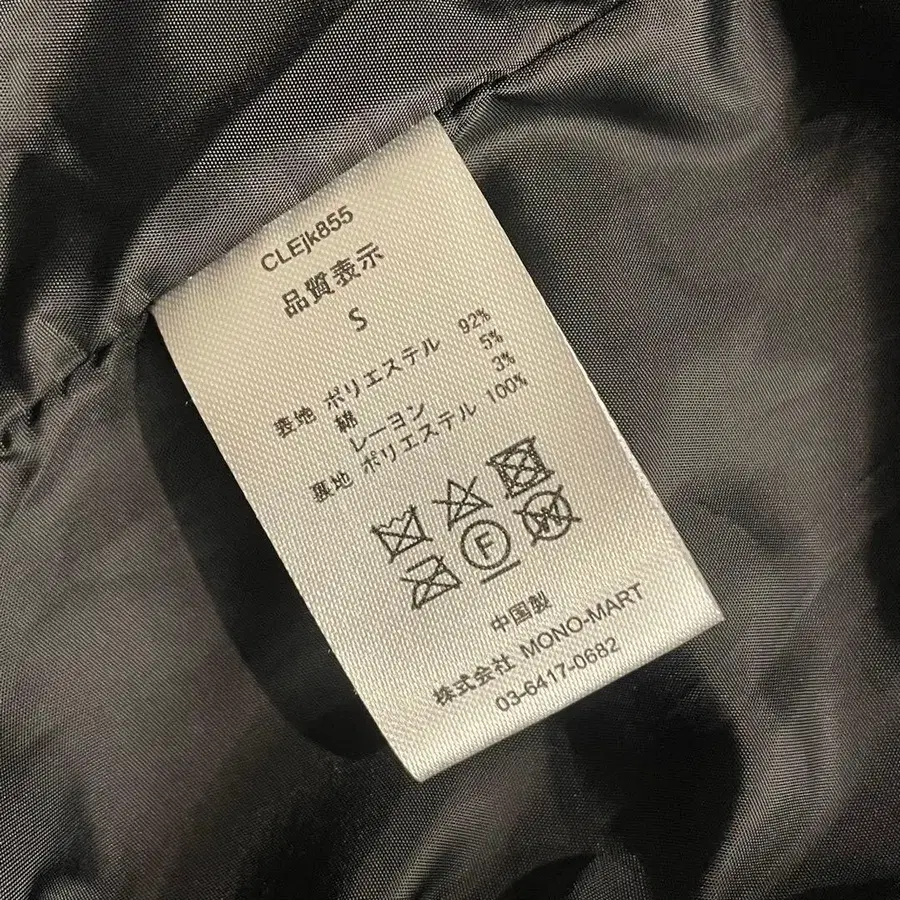 CLEjk855
品質表示
S
表地 ポリエステル 92%
綿 5%
レーヨン 3%
裏地 ポリエステル 100%
F
W
中国製
株式会社 MONO-MART
03-6417-0682